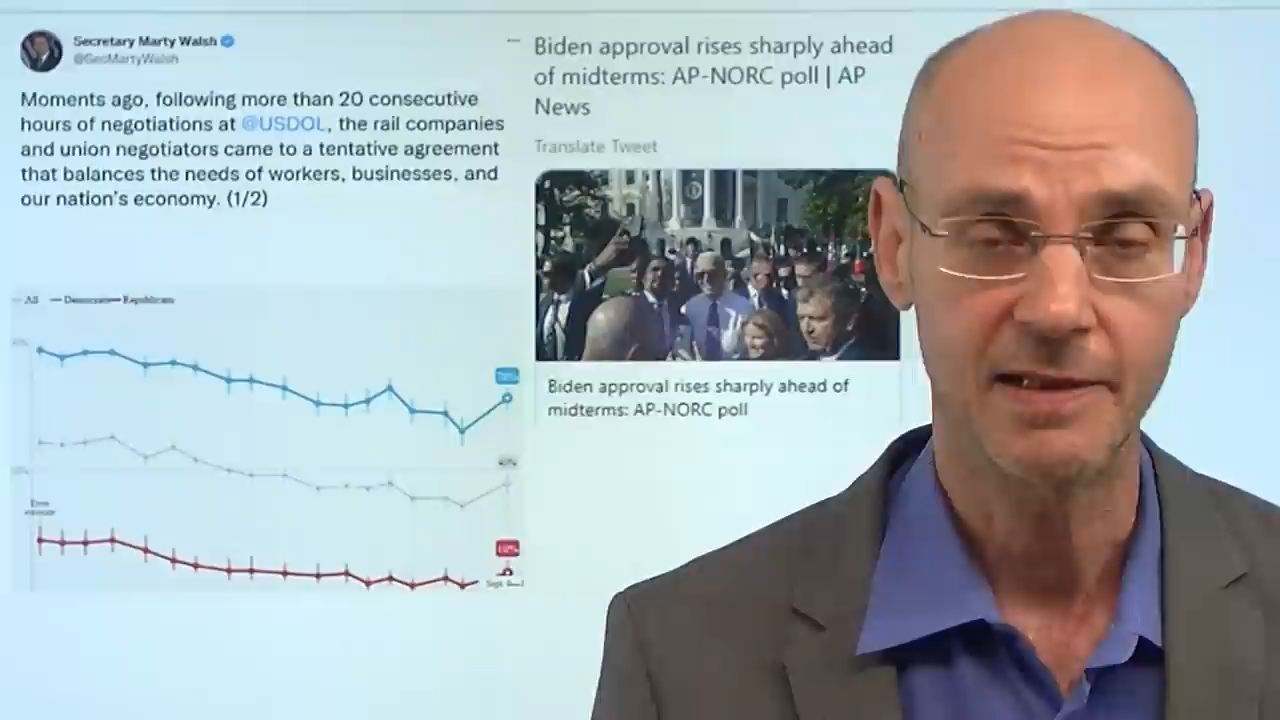 Secretary Marty Walsh
@SecMartyWalsh
Moments ago, following more than 20 consecutive
hours of negotiations at @USDOL, the rail companies
and union negotiators came to a tentative agreement
that balances the needs of workers, businesses, and
our nation's economy. (1/2)
All Democrats Republicans
Biden approval rises sharply ahead
of midterms: AP-NORC poll | AP
News
Translate Tweet
Biden approval rises sharply ahead of
midterms: AP-NORC poll